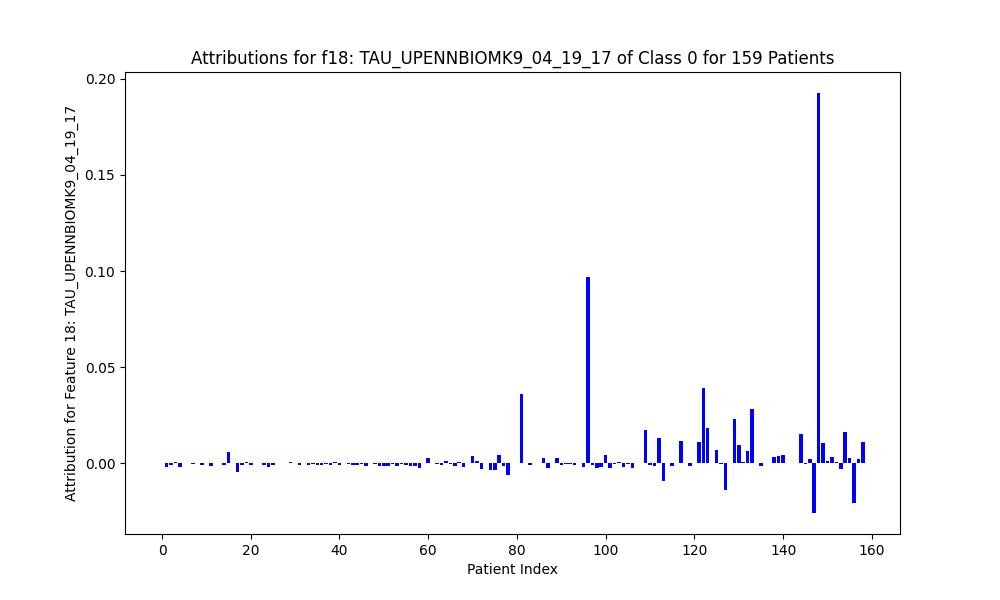 Attributions for f18: TAU_UPENNBIOMK9_04_19_17 of Class 0 for 159 Patients
Attribution for Feature 18: TAU_UPENNBIOMK9_04_19_17
0.20
0.15
0.10
0.05
0.00
0 20 40 60 80 100 120 140 160
Patient Index